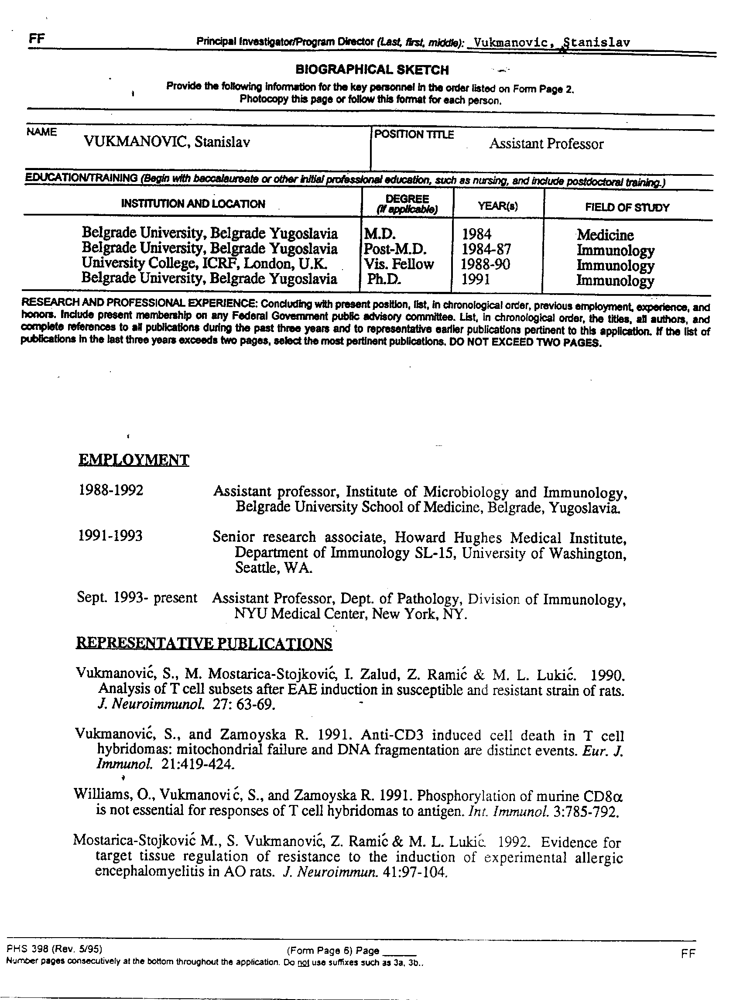 FF
Principal Investigator/Program Director (Last, first, middle): Vukmanovic, Stanislav
BIOGRAPHICAL SKETCH
Provide the following information for the key personnel in the order listed on Form Page 2.
Photocopy this page or follow this format for each person.
NAME
VUKMANOVIC, Stanislav
POSITION TITLE
Assistant Professor
EDUCATION/TRAINING (Begin with baccalaureate or other initial professional education, such as nursing, and include postdoctoral training.)
INSTITUTION AND LOCATION DEGREE (if applicable) YEAR(s) FIELD OF STUDY
Belgrade University, Belgrade Yugoslavia M.D. 1984 Medicine
Belgrade University, Belgrade Yugoslavia Post-M.D. 1984-87 Immunology
University College, ICRF, London, U.K. Vis. Fellow 1988-90 Immunology
Belgrade University, Belgrade Yugoslavia Ph.D. 1991 Immunology
RESEARCH AND PROFESSIONAL EXPERIENCE: Concluding with present position, list, in chronological order, previous employment, experience, and
honors. Include present membership on any Federal Government public advisory committee. List, in chronological order, the titles, all authors, and
complete references to all publications during the past three years and to representative earlier publications pertinent to this application. If the list of
publications in the last three years exceeds two pages, select the most pertinent publications. DO NOT EXCEED TWO PAGES.
EMPLOYMENT
1988-1992 Assistant professor, Institute of Microbiology and Immunology,
Belgrade University School of Medicine, Belgrade, Yugoslavia.
1991-1993 Senior research associate, Howard Hughes Medical Institute,
Department of Immunology SL-15, University of Washington,
Seattle, WA.
Sept. 1993- present Assistant Professor, Dept. of Pathology, Division of Immunology,
NYU Medical Center, New York, NY.
REPRESENTATIVE PUBLICATIONS
Vukmanović, S., M. Mostarica-Stojković, I. Zalud, Z. Ramić & M. L. Lukić. 1990.
Analysis of T cell subsets after EAE induction in susceptible and resistant strain of rats.
J. Neuroimmunol. 27: 63-69.
Vukmanović, S., and Zamoyska R. 1991. Anti-CD3 induced cell death in T cell
hybridomas: mitochondrial failure and DNA fragmentation are distinct events. Eur. J.
Immunol. 21:419-424.
Williams, O., Vukmanović, S., and Zamoyska R. 1991. Phosphorylation of murine CD8α
is not essential for responses of T cell hybridomas to antigen. Int. Immunol. 3:785-792.
Mostarica-Stojković M., S. Vukmanović, Z. Ramić & M. L. Lukić. 1992. Evidence for
target tissue regulation of resistance to the induction of experimental allergic
encephalomyelitis in AO rats. J. Neuroimmun. 41:97-104.
PHS 398 (Rev. 5/95) (Form Page 6) Page ______ FF
Number pages consecutively at the bottom throughout the application. Do not use suffixes such as 3a, 3b..